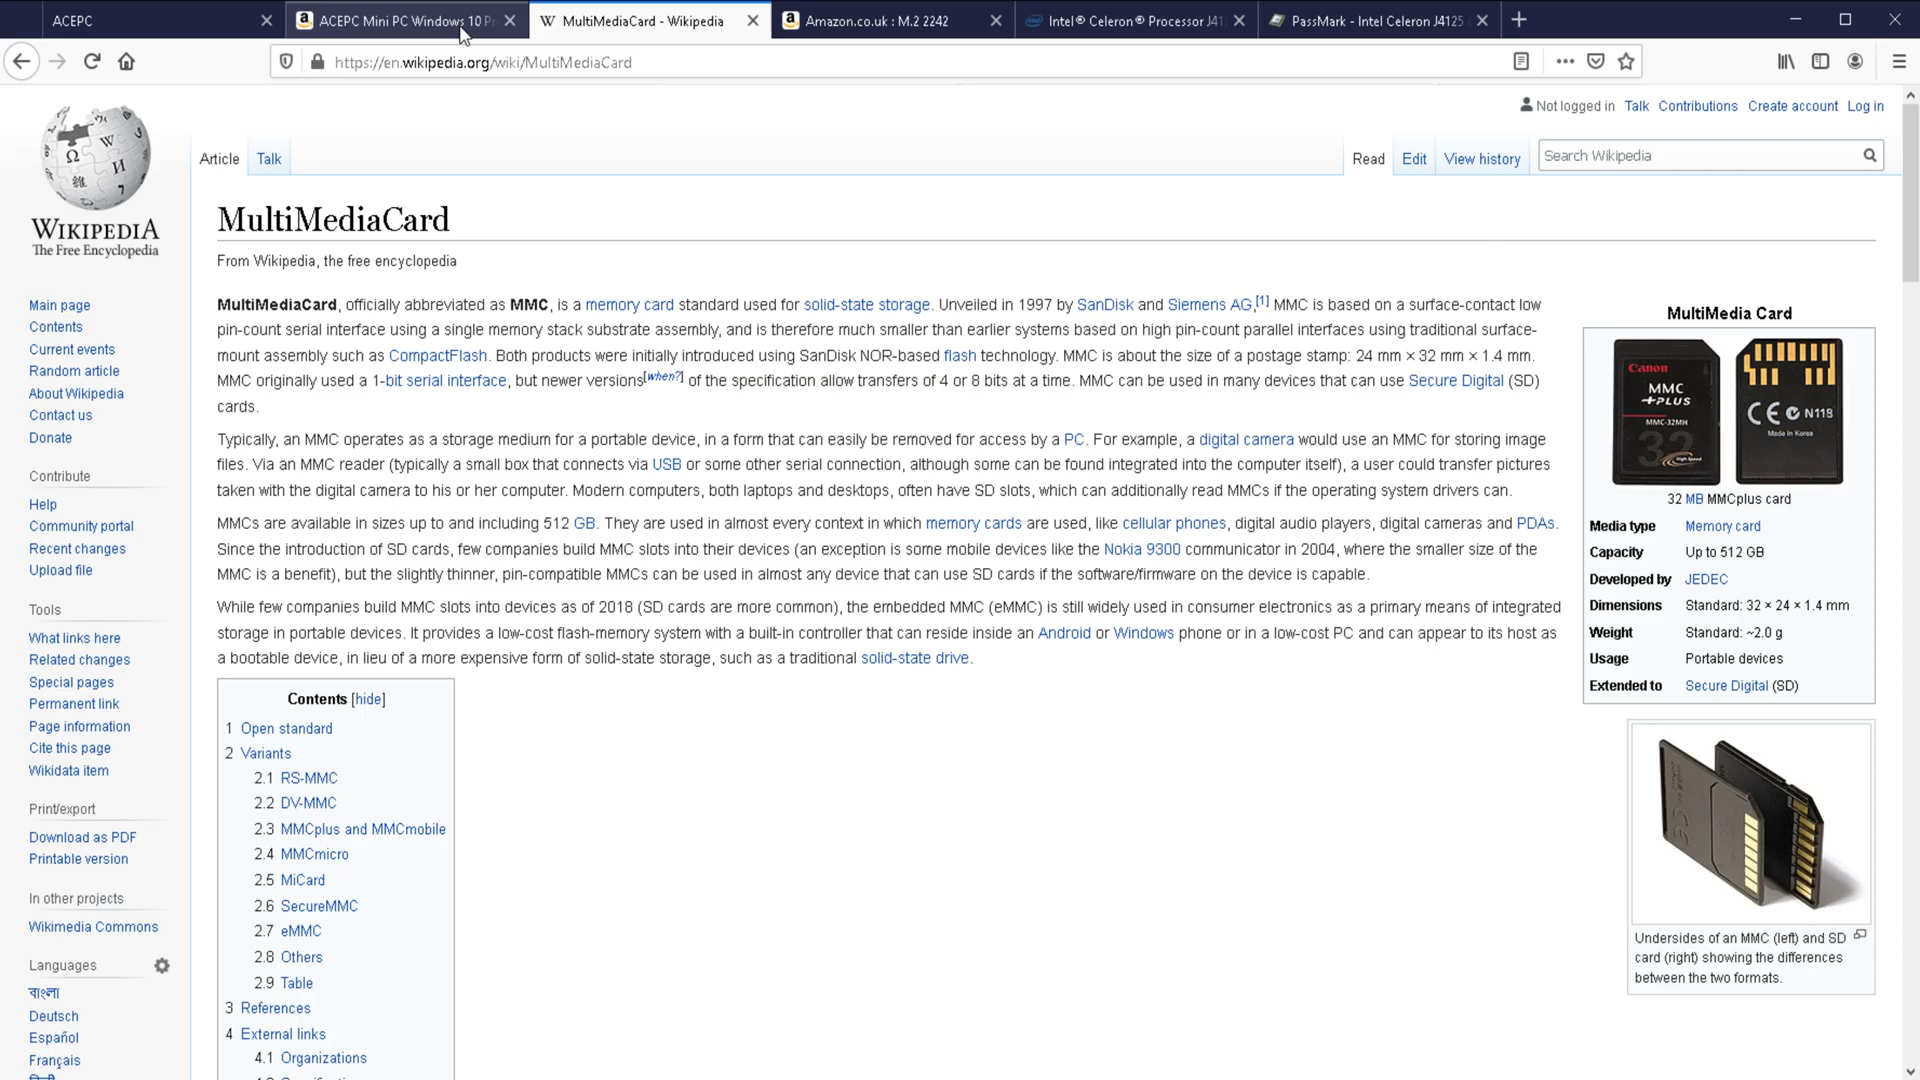 ACEPC
ACEPC Mini PC Windows 10 Pr
MultiMediaCard - Wikipedia
Amazon.co.uk : M.2 2242
Intel® Celeron® Processor J41
PassMark - Intel Celeron J4125
https://en.wikipedia.org/wiki/MultiMediaCard
Not logged in Talk Contributions Create account Log in
Article Talk
Read Edit View history
Search Wikipedia
WIKIPEDIA
The Free Encyclopedia
Main page
Contents
Current events
Random article
About Wikipedia
Contact us
Donate
Contribute
Help
Community portal
Recent changes
Upload file
Tools
What links here
Related changes
Special pages
Permanent link
Page information
Cite this page
Wikidata item
Print/export
Download as PDF
Printable version
In other projects
Wikimedia Commons
Languages
বাংলা
Deutsch
Español
Français
MultiMediaCard
From Wikipedia, the free encyclopedia
MultiMediaCard, officially abbreviated as MMC, is a memory card standard used for solid-state storage. Unveiled in 1997 by SanDisk and Siemens AG,[1] MMC is based on a surface-contact low
pin-count serial interface using a single memory stack substrate assembly, and is therefore much smaller than earlier systems based on high pin-count parallel interfaces using traditional surface-
mount assembly such as CompactFlash. Both products were initially introduced using SanDisk NOR-based flash technology. MMC is about the size of a postage stamp: 24 mm × 32 mm × 1.4 mm.
MMC originally used a 1-bit serial interface, but newer versions[when?] of the specification allow transfers of 4 or 8 bits at a time. MMC can be used in many devices that can use Secure Digital (SD)
cards.
Typically, an MMC operates as a storage medium for a portable device, in a form that can easily be removed for access by a PC. For example, a digital camera would use an MMC for storing image
files. Via an MMC reader (typically a small box that connects via USB or some other serial connection, although some can be found integrated into the computer itself), a user could transfer pictures
taken with the digital camera to his or her computer. Modern computers, both laptops and desktops, often have SD slots, which can additionally read MMCs if the operating system drivers can.
MMCs are available in sizes up to and including 512 GB. They are used in almost every context in which memory cards are used, like cellular phones, digital audio players, digital cameras and PDAs.
Since the introduction of SD cards, few companies build MMC slots into their devices (an exception is some mobile devices like the Nokia 9300 communicator in 2004, where the smaller size of the
MMC is a benefit), but the slightly thinner, pin-compatible MMCs can be used in almost any device that can use SD cards if the software/firmware on the device is capable.
While few companies build MMC slots into devices as of 2018 (SD cards are more common), the embedded MMC (eMMC) is still widely used in consumer electronics as a primary means of integrated
storage in portable devices. It provides a low-cost flash-memory system with a built-in controller that can reside inside an Android or Windows phone or in a low-cost PC and can appear to its host as
a bootable device, in lieu of a more expensive form of solid-state storage, such as a traditional solid-state drive.
Contents [hide]
1 Open standard
2 Variants
2.1 RS-MMC
2.2 DV-MMC
2.3 MMCplus and MMCmobile
2.4 MMCmicro
2.5 MiCard
2.6 SecureMMC
2.7 eMMC
2.8 Others
2.9 Table
3 References
4 External links
4.1 Organizations
MultiMedia Card
Canon
MMC
+PLUS
MMC-32MH
32
High Speed
CE N118
Made in Korea
32 MB MMCplus card
Media type Memory card
Capacity Up to 512 GB
Developed by JEDEC
Dimensions Standard: 32 × 24 × 1.4 mm
Weight Standard: ~2.0 g
Usage Portable devices
Extended to Secure Digital (SD)
Undersides of an MMC (left) and SD
card (right) showing the differences
between the two formats.